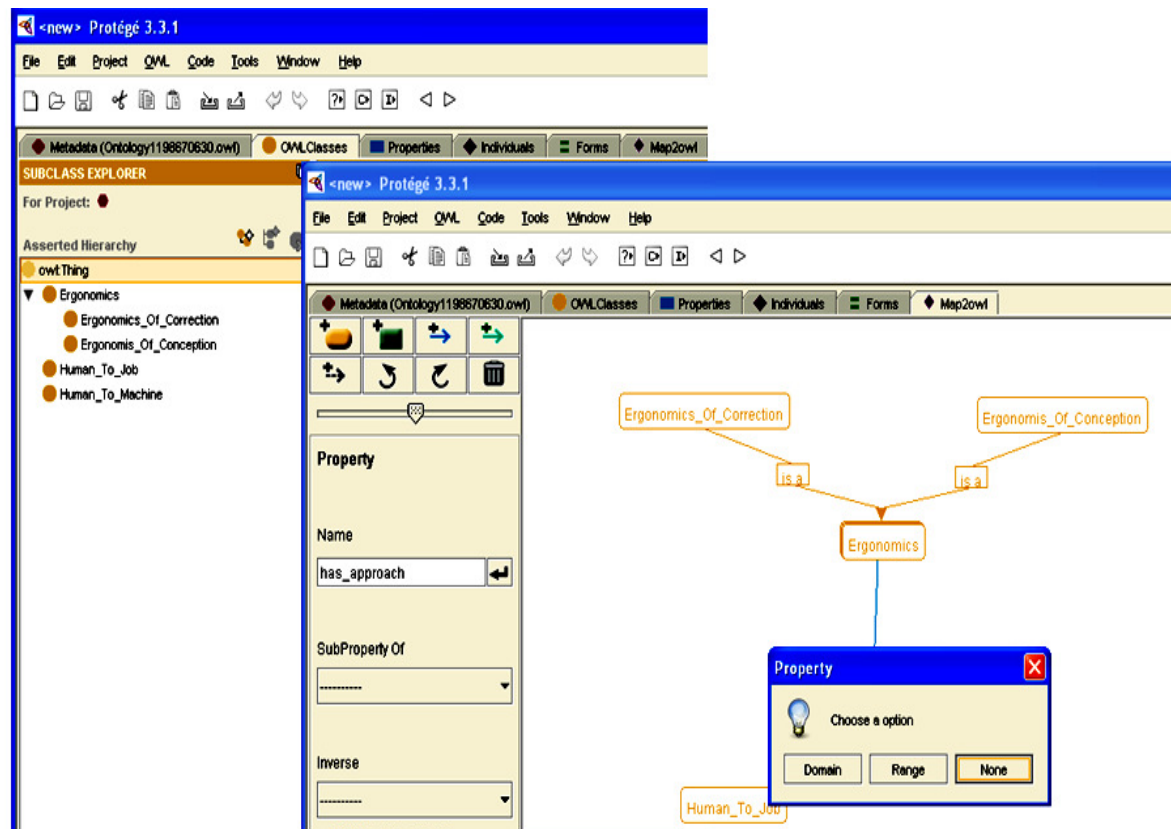 <new> Protégé 3.3.1
File Edit Project OWL Code Tools Window Help
Metadata (Ontology1198670630.owl) OWLClasses Properties Individuals Forms Map2owl
SUBCLASS EXPLORER
For Project:
Asserted Hierarchy
owl:Thing
Ergonomics
Ergonomics_Of_Correction
Ergonomis_Of_Conception
Human_To_Job
Human_To_Machine
<new> Protégé 3.3.1
File Edit Project OWL Code Tools Window Help
Metadata (Ontology1198670630.owl) OWLClasses Properties Individuals Forms Map2owl
Property
Name
has_approach
SubProperty Of
----------
Inverse
----------
Ergonomics_Of_Correction
Ergonomis_Of_Conception
is a
is a
Ergonomics
Property
Choose a option
Domain Range None
Human_To_Job